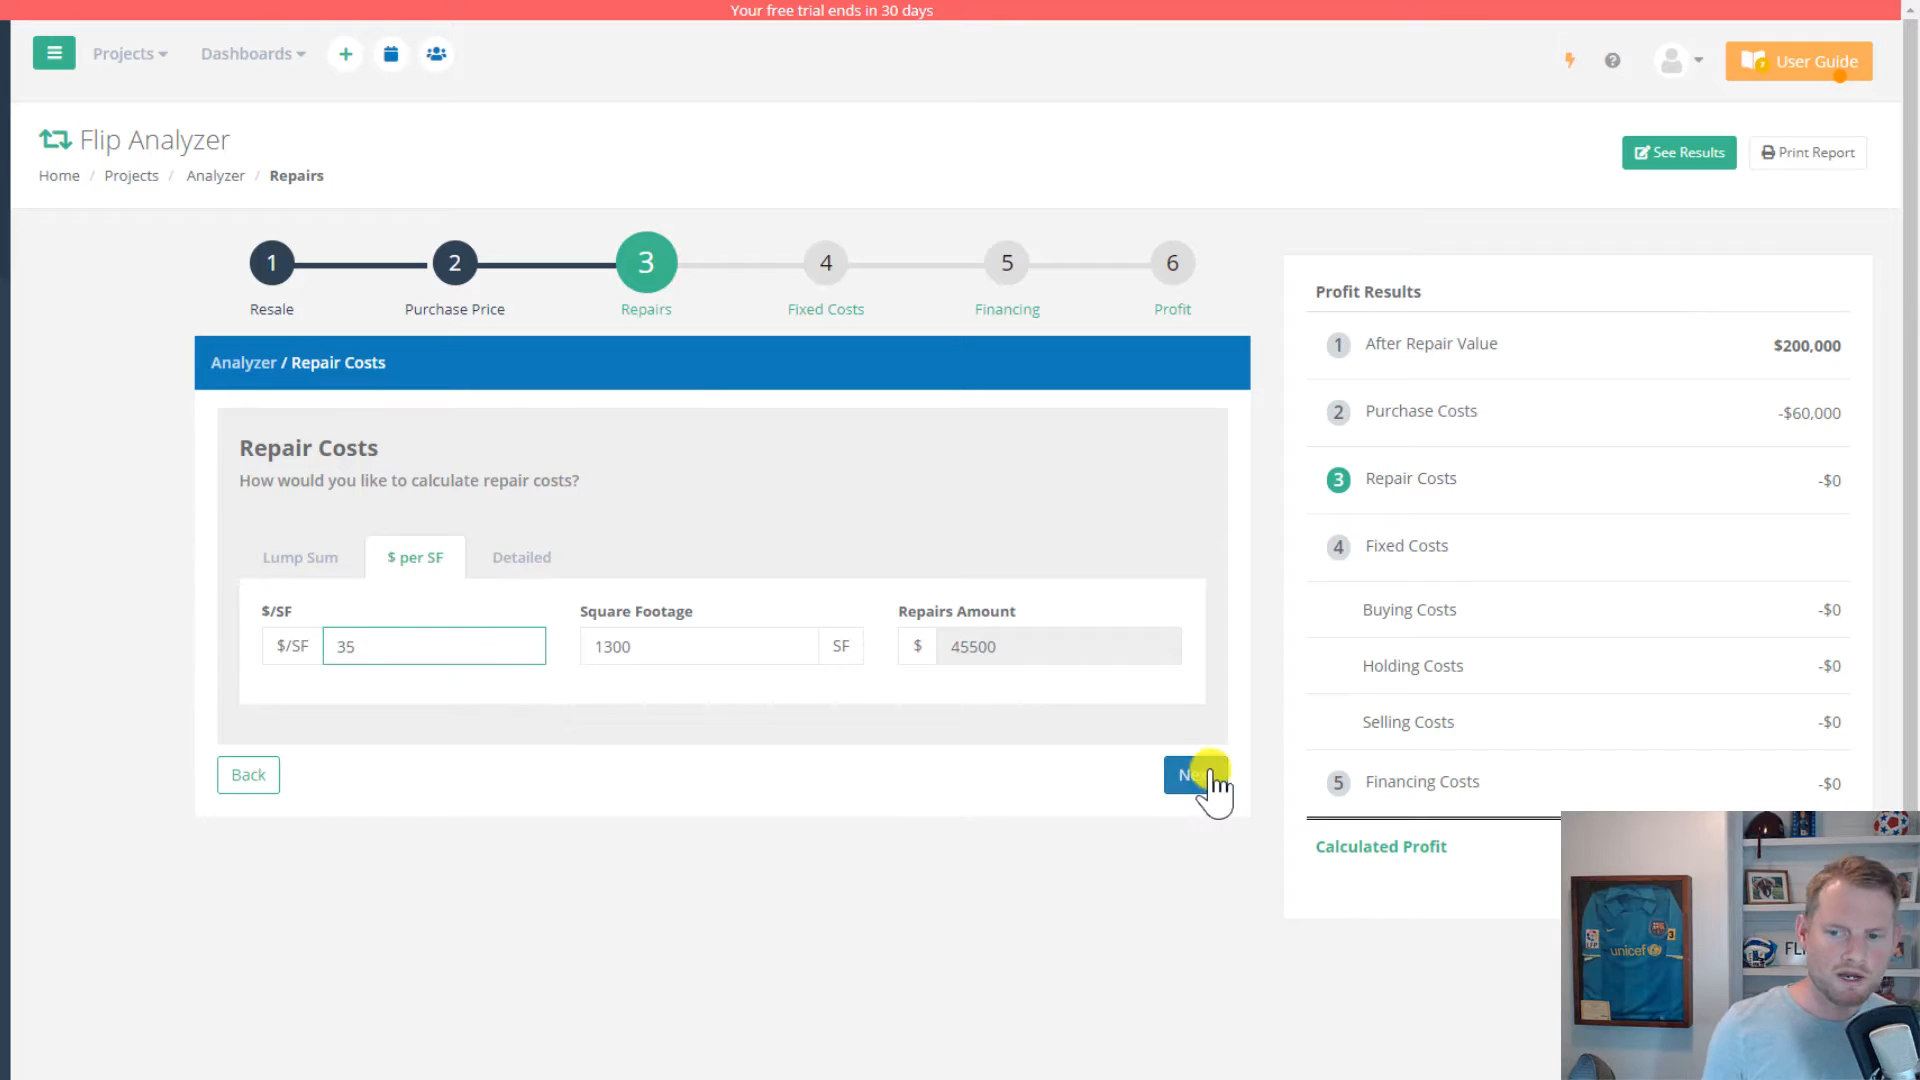 Your free trial ends in 30 days
Projects
Dashboards
User Guide
Flip Analyzer
Home / Projects / Analyzer / Repairs
See Results
Print Report
1
2
3
4
5
6
Resale
Purchase Price
Repairs
Fixed Costs
Financing
Profit
Analyzer / Repair Costs
Repair Costs
How would you like to calculate repair costs?
Lump Sum
$ per SF
Detailed
$/SF
Square Footage
Repairs Amount
$/SF 35
1300 SF
$ 45500
Back
Profit Results
1 After Repair Value $200,000
2 Purchase Costs -$60,000
3 Repair Costs -$0
4 Fixed Costs
Buying Costs -$0
Holding Costs -$0
Selling Costs -$0
5 Financing Costs -$0
Calculated Profit
unicef